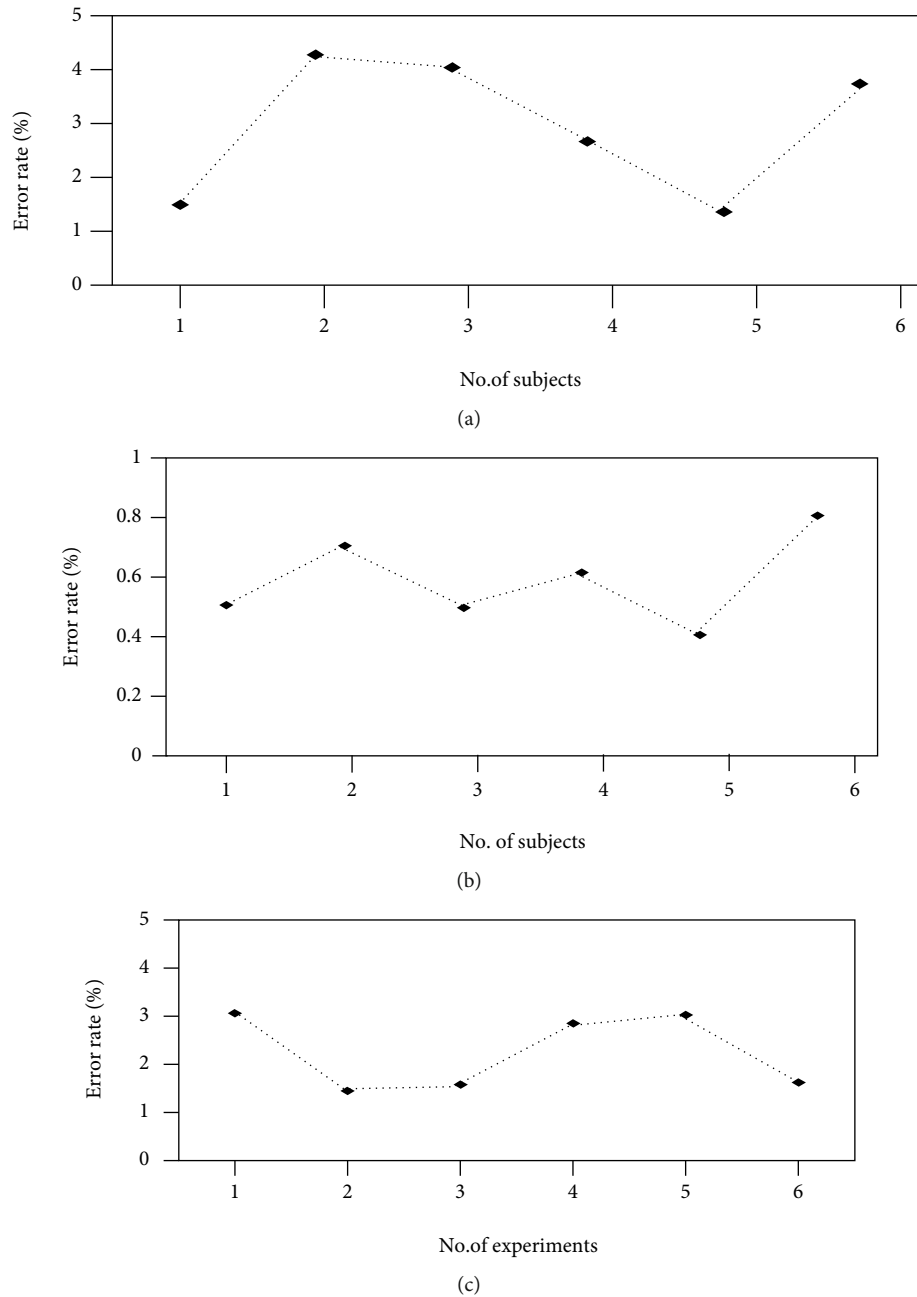 5
4
3
2
1
0
Error rate (%)
1 2 3 4 5 6
No.of subjects
(a)
1
0.8
0.6
0.4
0.2
0
Error rate (%)
1 2 3 4 5 6
No. of subjects
(b)
5
4
3
2
1
0
Error rate (%)
1 2 3 4 5 6
No.of experiments
(c)